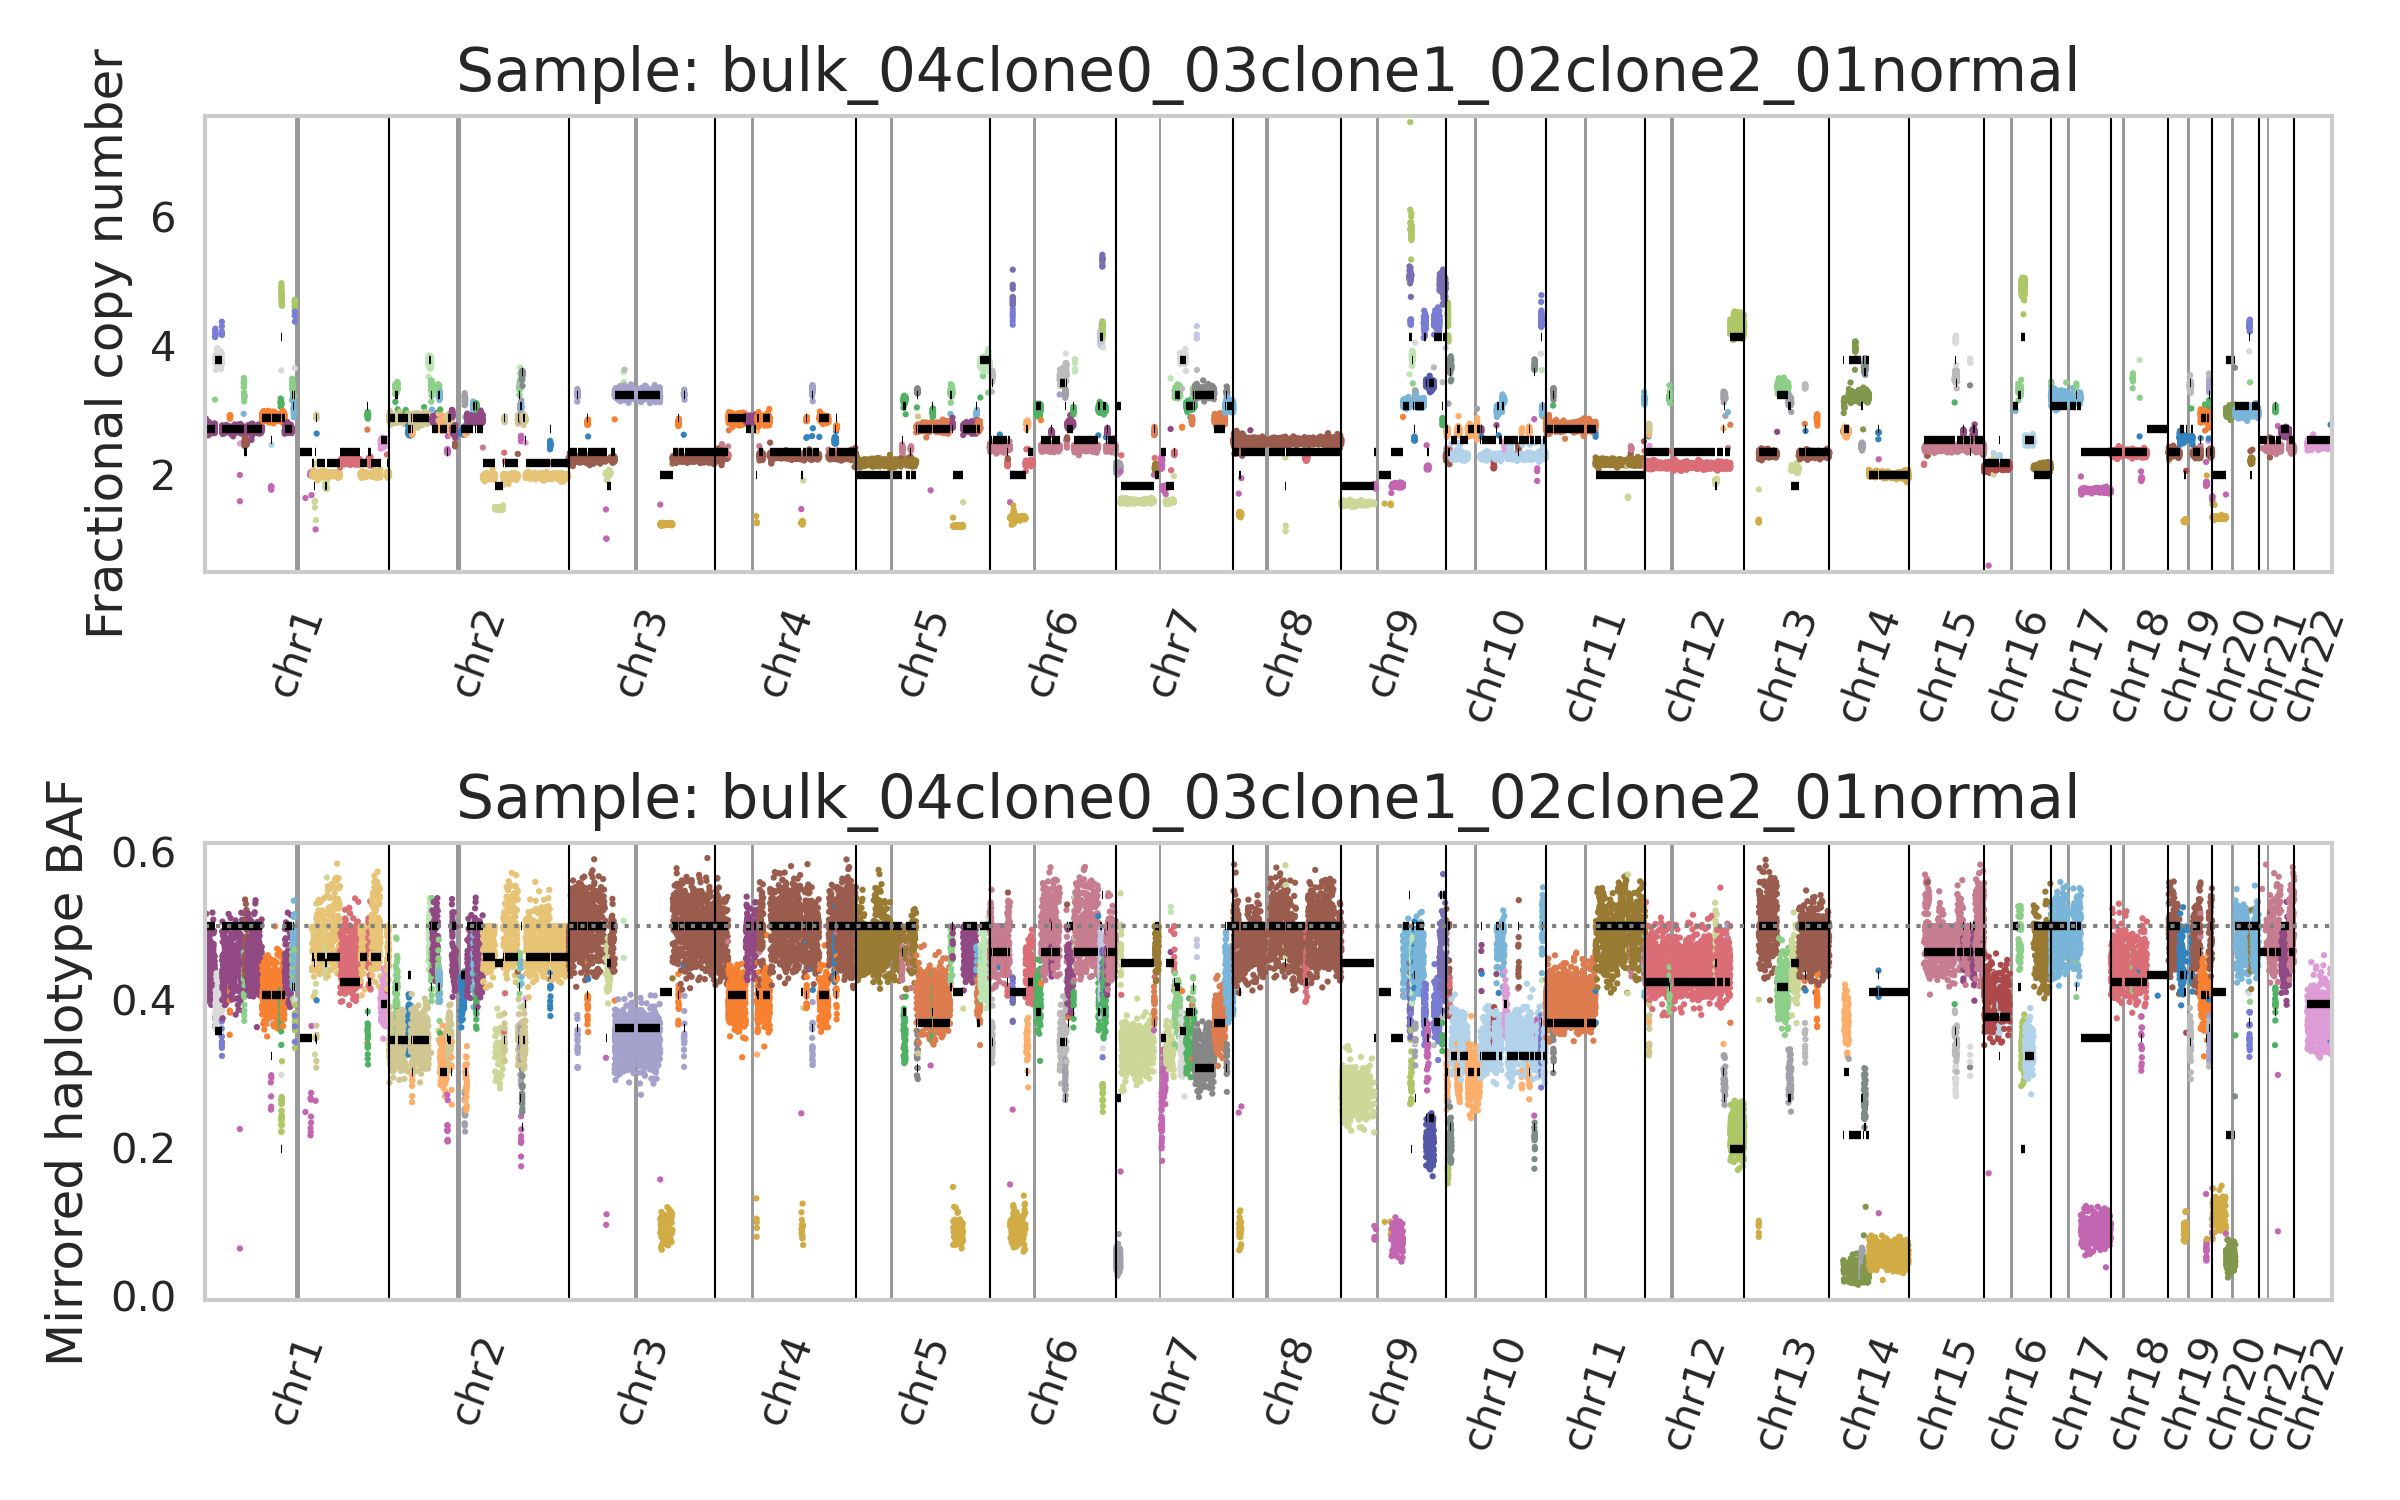 Sample: bulk_04clone0_03clone1_02clone2_01normal
Fractional copy number
6
4
2
chr1
chr2
chr3
chr4
chr5
chr6
chr7
chr8
chr9
chr10
chr11
chr12
chr13
chr14
chr15
chr16
chr17
chr18
chr19
chr20
chr21
chr22
Sample: bulk_04clone0_03clone1_02clone2_01normal
Mirrored haplotype BAF
0.6
0.4
0.2
0.0
chr1
chr2
chr3
chr4
chr5
chr6
chr7
chr8
chr9
chr10
chr11
chr12
chr13
chr14
chr15
chr16
chr17
chr18
chr19
chr20
chr21
chr22